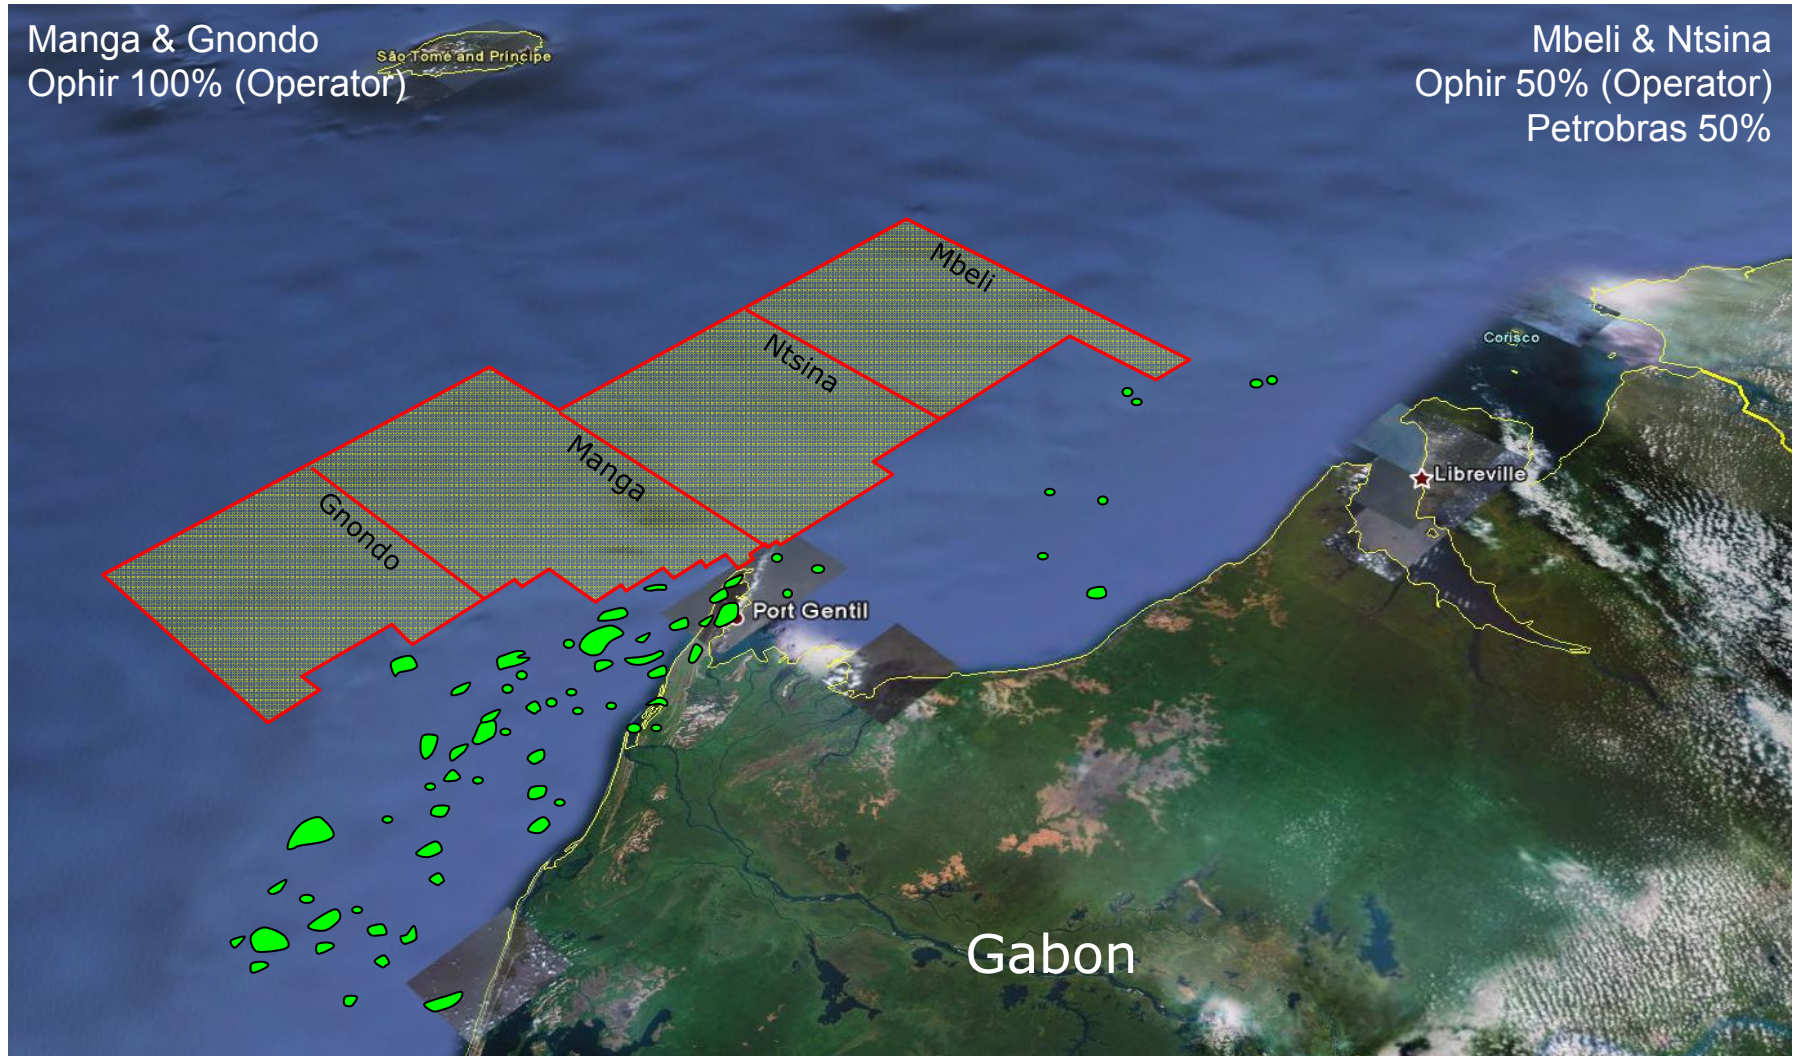 Manga & Gnondo
Ophir 100% (Operator)
São Tomé and Príncipe
Mbeli & Ntsina
Ophir 50% (Operator)
Petrobras 50%
Mbeli
Ntsina
Manga
Gnondo
Corisco
Libreville
Port Gentil
Gabon